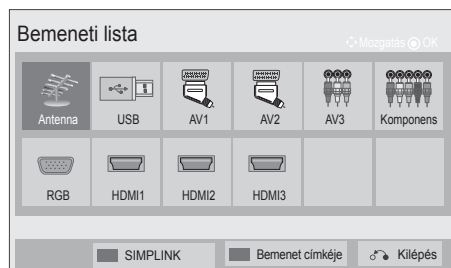 Bemeneti lista
Mozgatás OK
Antenna USB AV1 AV2 AV3 Komponens
RGB HDMI1 HDMI2 HDMI3
SIMPLINK Bemenet címkéje Kilépés